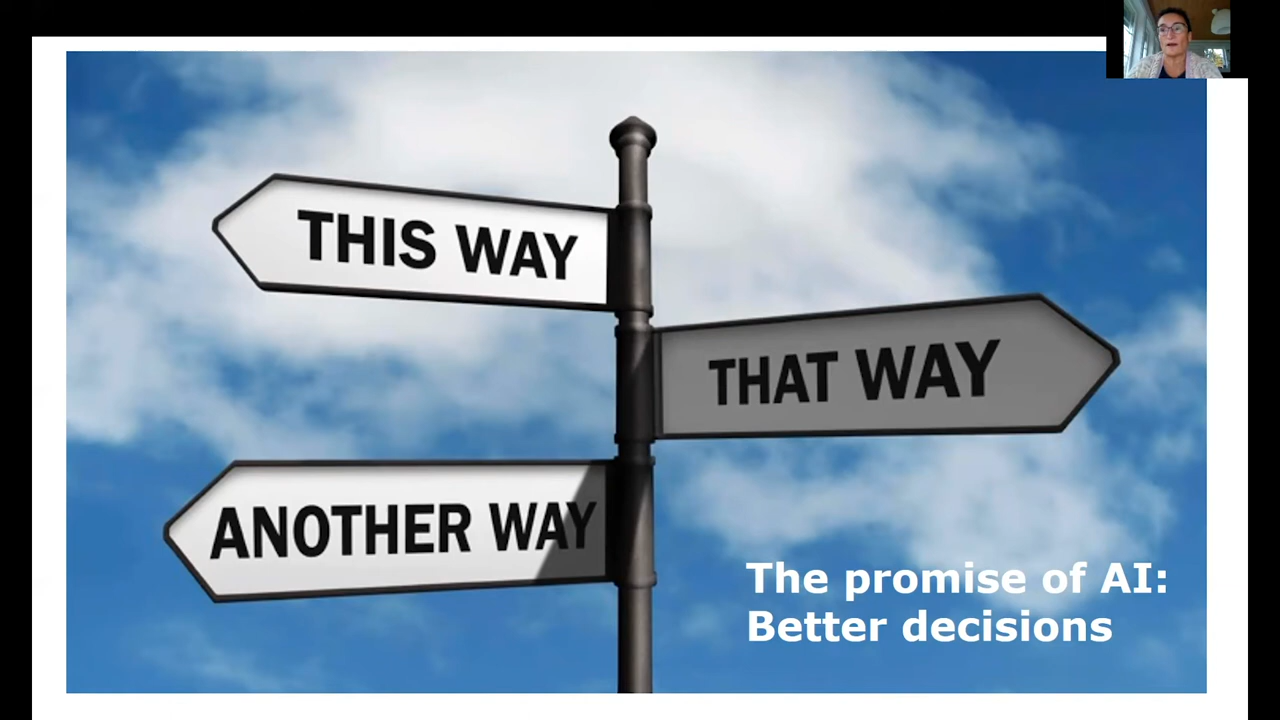 THIS WAY
THAT WAY
ANOTHER WAY
The promise of AI:
Better decisions